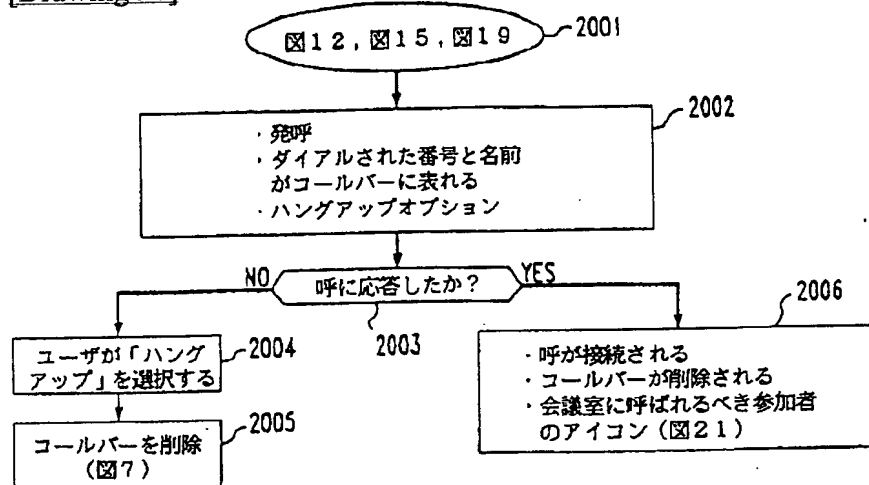 図12,図15,図19
2001
2002
・発呼
・ダイアルされた番号と名前
がコールバーに表れる
・ハングアップオプション
NO
呼に応答したか?
YES
2003
ユーザが「ハング
アップ」を選択する
2004
コールバーを削除
(図7)
2005
2006
・呼が接続される
・コールバーが削除される
・会議室に呼ばれるべき参加者
のアイコン(図21)